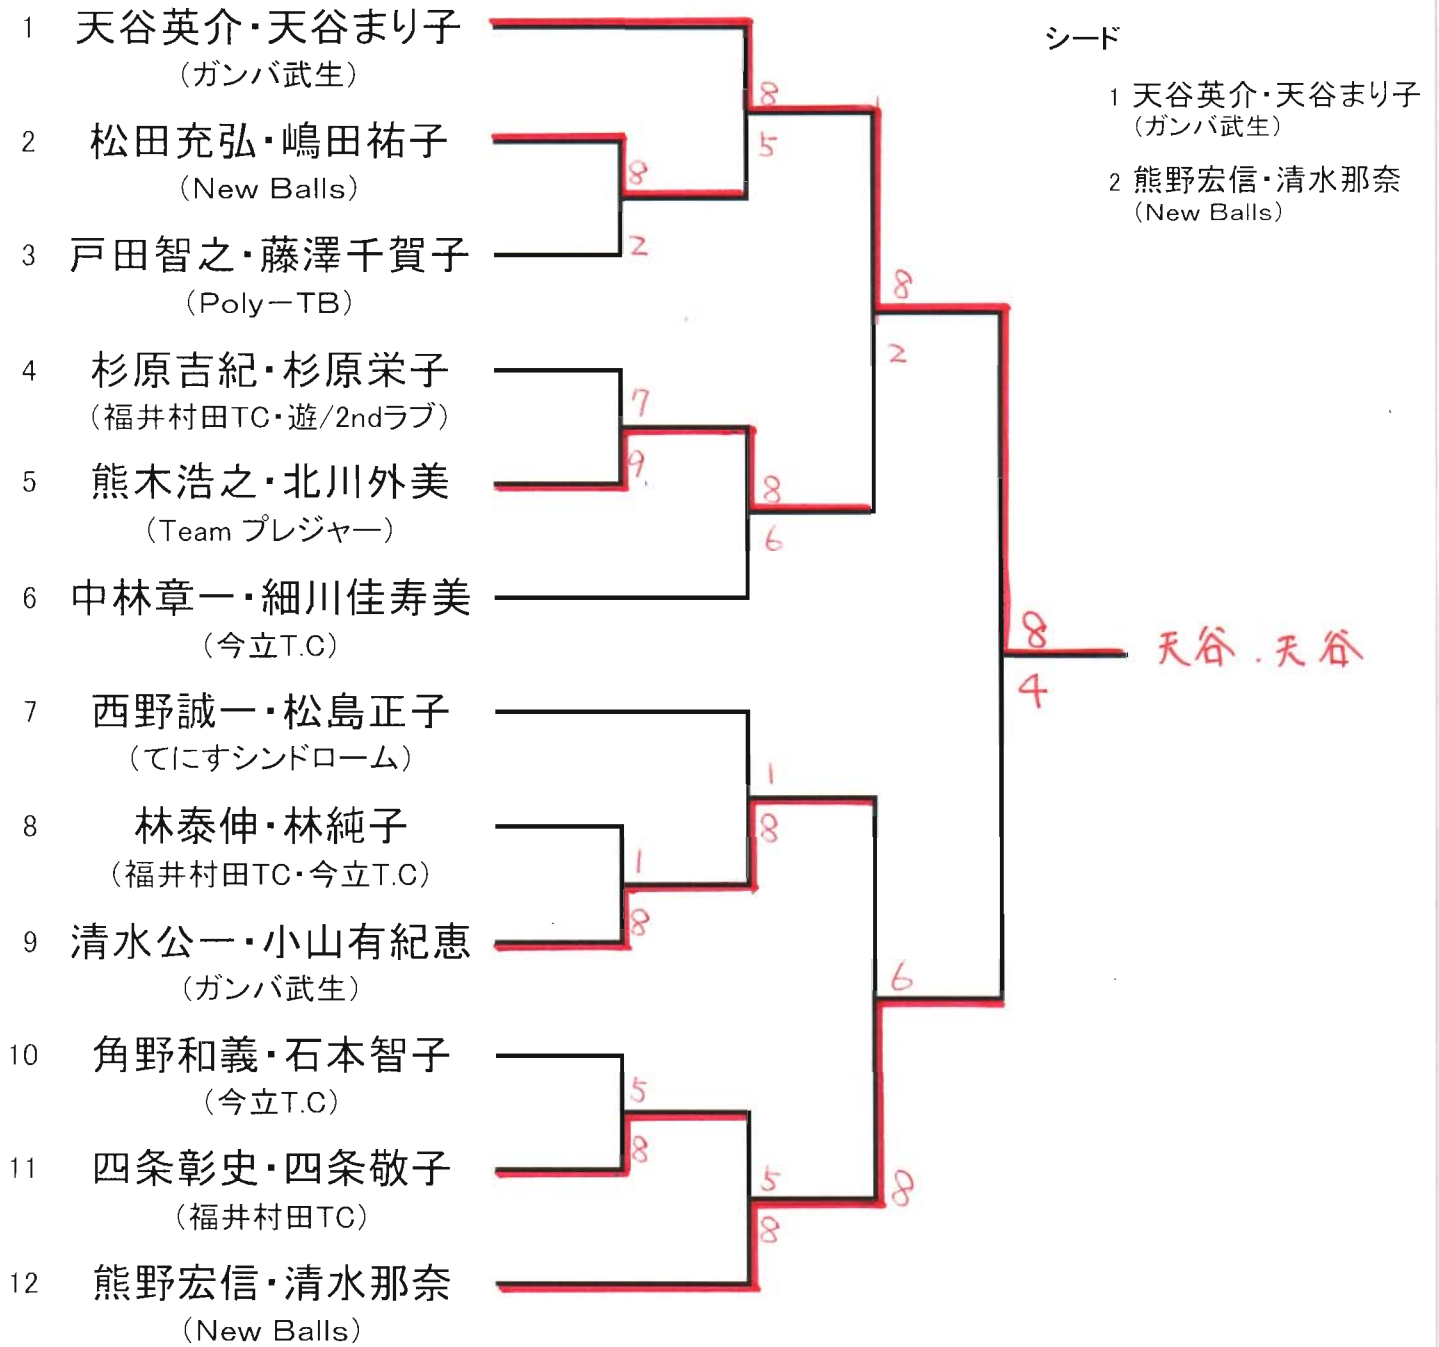 1 天谷英介・天谷まり子
(ガンバ武生)
2 松田充弘・嶋田祐子
(New Balls)
3 戸田智之・藤澤千賀子
(Poly－TB)
4 杉原吉紀・杉原栄子
(福井村田TC・遊/2ndラブ)
5 熊木浩之・北川外美
(Team プレジャー)
6 中林章一・細川佳寿美
(今立T.C)
7 西野誠一・松島正子
(てにすシンドローム)
8 林泰伸・林純子
(福井村田TC・今立T.C)
9 清水公一・小山有紀恵
(ガンバ武生)
10 角野和義・石本智子
(今立T.C)
11 四条彰史・四条敬子
(福井村田TC)
12 熊野宏信・清水那奈
(New Balls)
8
2
7
9
1
8
5
8
8
5
8
6
1
8
5
8
8
2
6
8
8
4
天谷．天谷
シード
1 天谷英介・天谷まり子
(ガンバ武生)
2 熊野宏信・清水那奈
(New Balls)